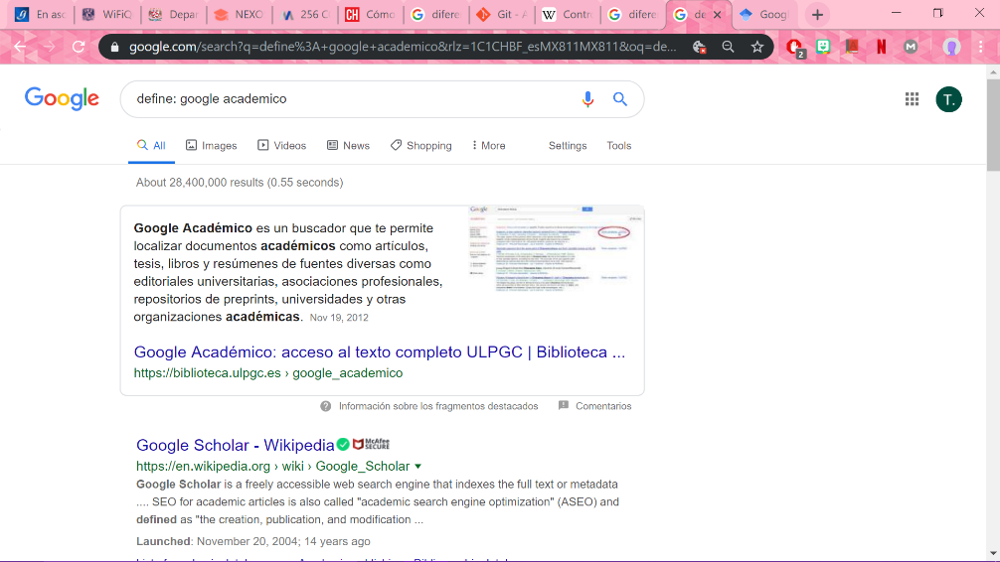 En asc
WiFiQ
Depar
NEXO
256 C
CH Cómo
G difere
Git - A
W Contr
G difere
G de
Googl
google.com/search?q=define%3A+google+academico&rlz=1C1CHBF_esMX811MX811&oq=de...
2
N
M
Google
define: google academico
T.
All Images Videos News Shopping More Settings Tools
About 28,400,000 results (0.55 seconds)
Google Académico es un buscador que te permite
localizar documentos académicos como artículos,
tesis, libros y resúmenes de fuentes diversas como
editoriales universitarias, asociaciones profesionales,
repositorios de preprints, universidades y otras
organizaciones académicas. Nov 19, 2012
Google Académico: acceso al texto completo ULPGC | Biblioteca ...
https://biblioteca.ulpgc.es › google_academico
Información sobre los fragmentos destacados Comentarios
Google Scholar - Wikipedia McAfee SECURE
https://en.wikipedia.org › wiki › Google_Scholar
Google Scholar is a freely accessible web search engine that indexes the full text or metadata
.... SEO for academic articles is also called "academic search engine optimization" (ASEO) and
defined as "the creation, publication, and modification ...
Launched: November 20, 2004; 14 years ago